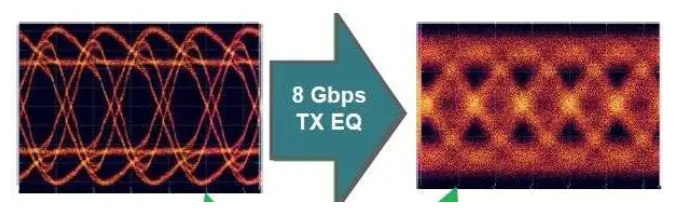 8 Gbps
TX EQ